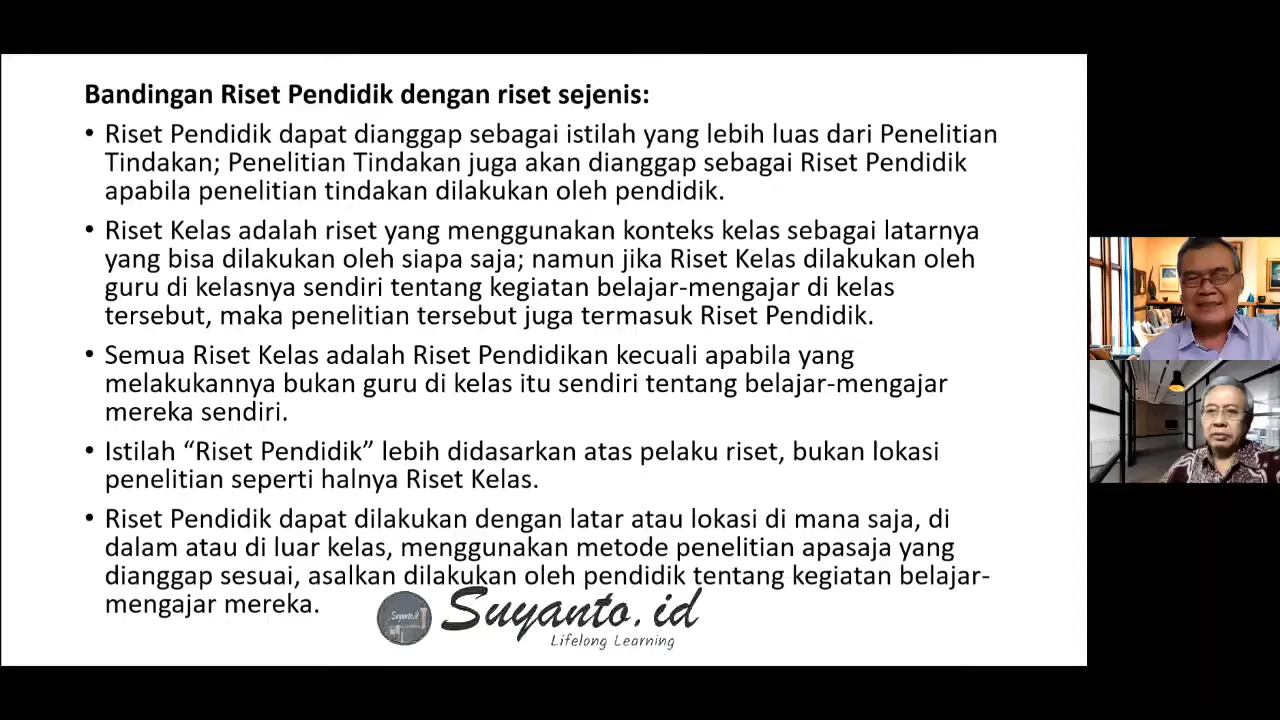 Bandingan Riset Pendidik dengan riset sejenis:
• Riset Pendidik dapat dianggap sebagai istilah yang lebih luas dari Penelitian
Tindakan; Penelitian Tindakan juga akan dianggap sebagai Riset Pendidik
apabila penelitian tindakan dilakukan oleh pendidik.
• Riset Kelas adalah riset yang menggunakan konteks kelas sebagai latarnya
yang bisa dilakukan oleh siapa saja; namun jika Riset Kelas dilakukan oleh
guru di kelasnya sendiri tentang kegiatan belajar-mengajar di kelas
tersebut, maka penelitian tersebut juga termasuk Riset Pendidik.
• Semua Riset Kelas adalah Riset Pendidikan kecuali apabila yang
melakukannya bukan guru di kelas itu sendiri tentang belajar-mengajar
mereka sendiri.
• Istilah “Riset Pendidik” lebih didasarkan atas pelaku riset, bukan lokasi
penelitian seperti halnya Riset Kelas.
• Riset Pendidik dapat dilakukan dengan latar atau lokasi di mana saja, di
dalam atau di luar kelas, menggunakan metode penelitian apasaja yang
dianggap sesuai, asalkan dilakukan oleh pendidik tentang kegiatan belajar-
mengajar mereka.
Suyanto.id
Suyanto.id
Lifelong Learning